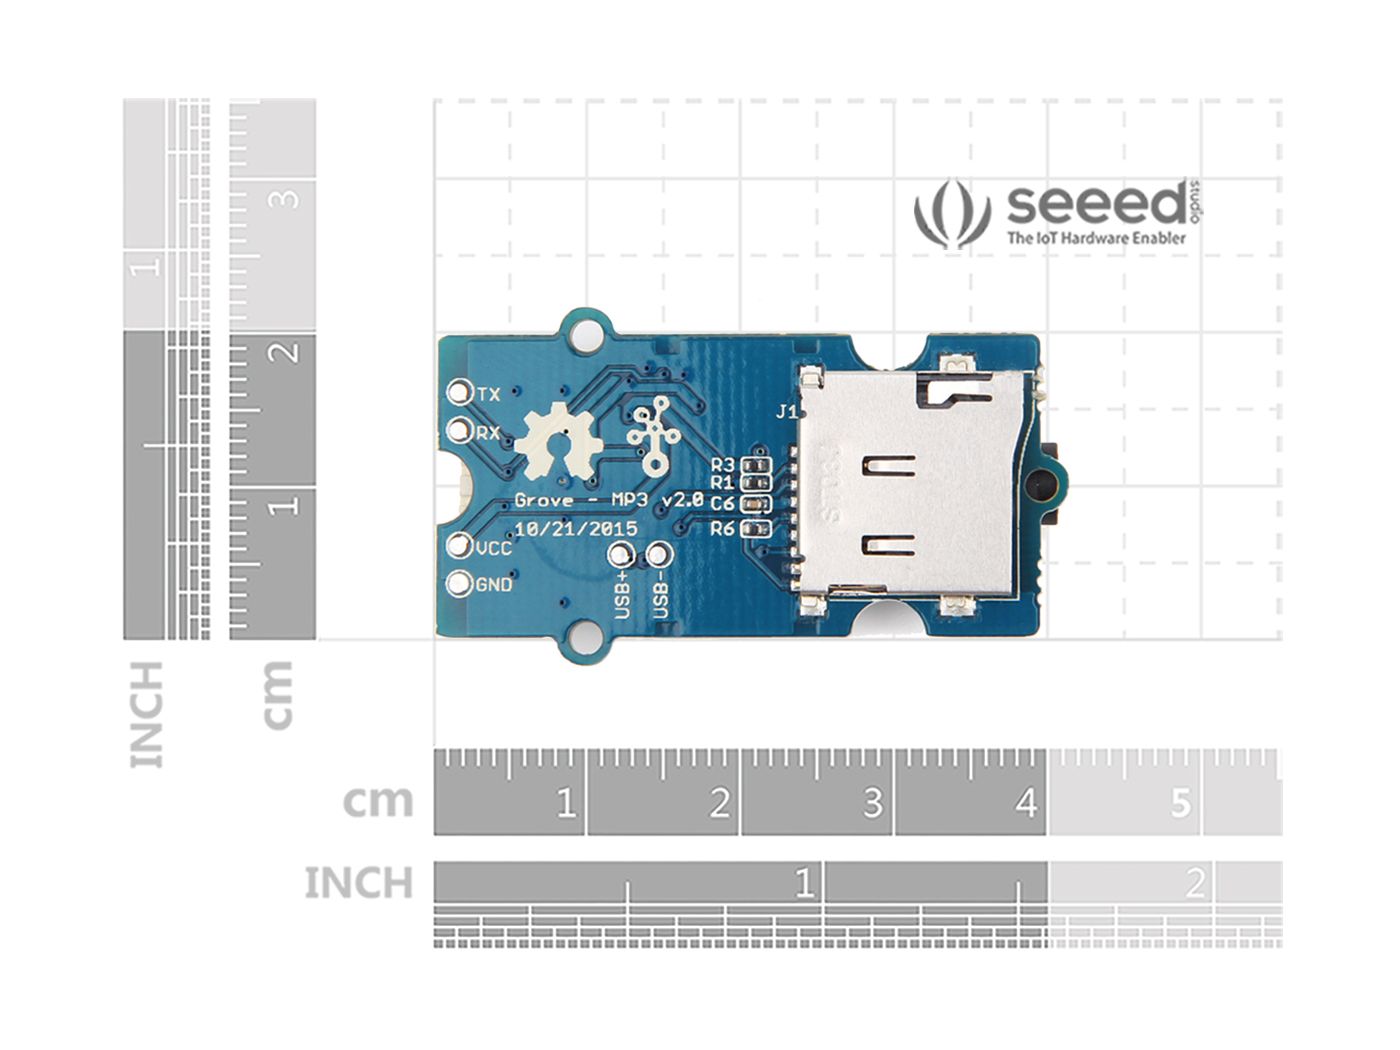 3
1
2
1
INCH
cm
seeed
studio
The IoT Hardware Enabler
TX
RX
VCC
GND
Grove - MP3 v2.0
10/21/2015
USB+
USB-
J1
R3
R1
C6
R6
cm
1
2
3
4
5
INCH
1
2